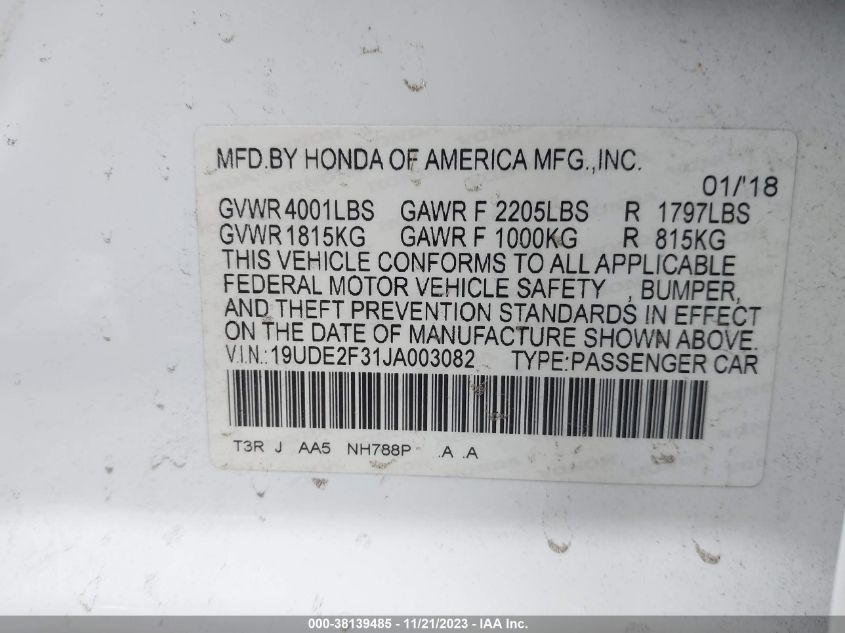 MFD.BY HONDA OF AMERICA MFG.,INC.
01/'18
GVWR 4001LBS GAWR F 2205LBS R 1797LBS
GVWR 1815KG GAWR F 1000KG R 815KG
THIS VEHICLE CONFORMS TO ALL APPLICABLE
FEDERAL MOTOR VEHICLE SAFETY , BUMPER,
AND THEFT PREVENTION STANDARDS IN EFFECT
ON THE DATE OF MANUFACTURE SHOWN ABOVE.
V.I.N.:19UDE2F31JA003082 TYPE:PASSENGER CAR
T3R J AA5 NH788P .A .A
000-38139485 - 11/21/2023 - IAA Inc.